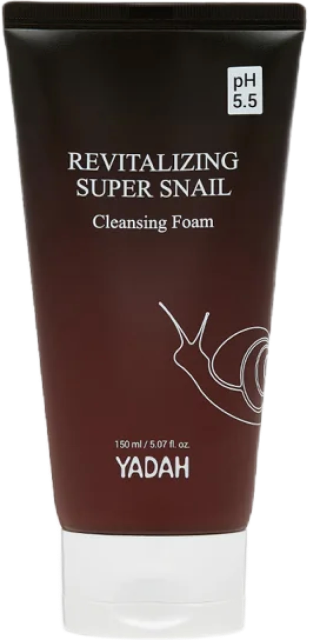 pH
5.5
REVITALIZING
SUPER SNAIL
Cleansing Foam
150 ml / 5.07 fl. oz.
YADAH